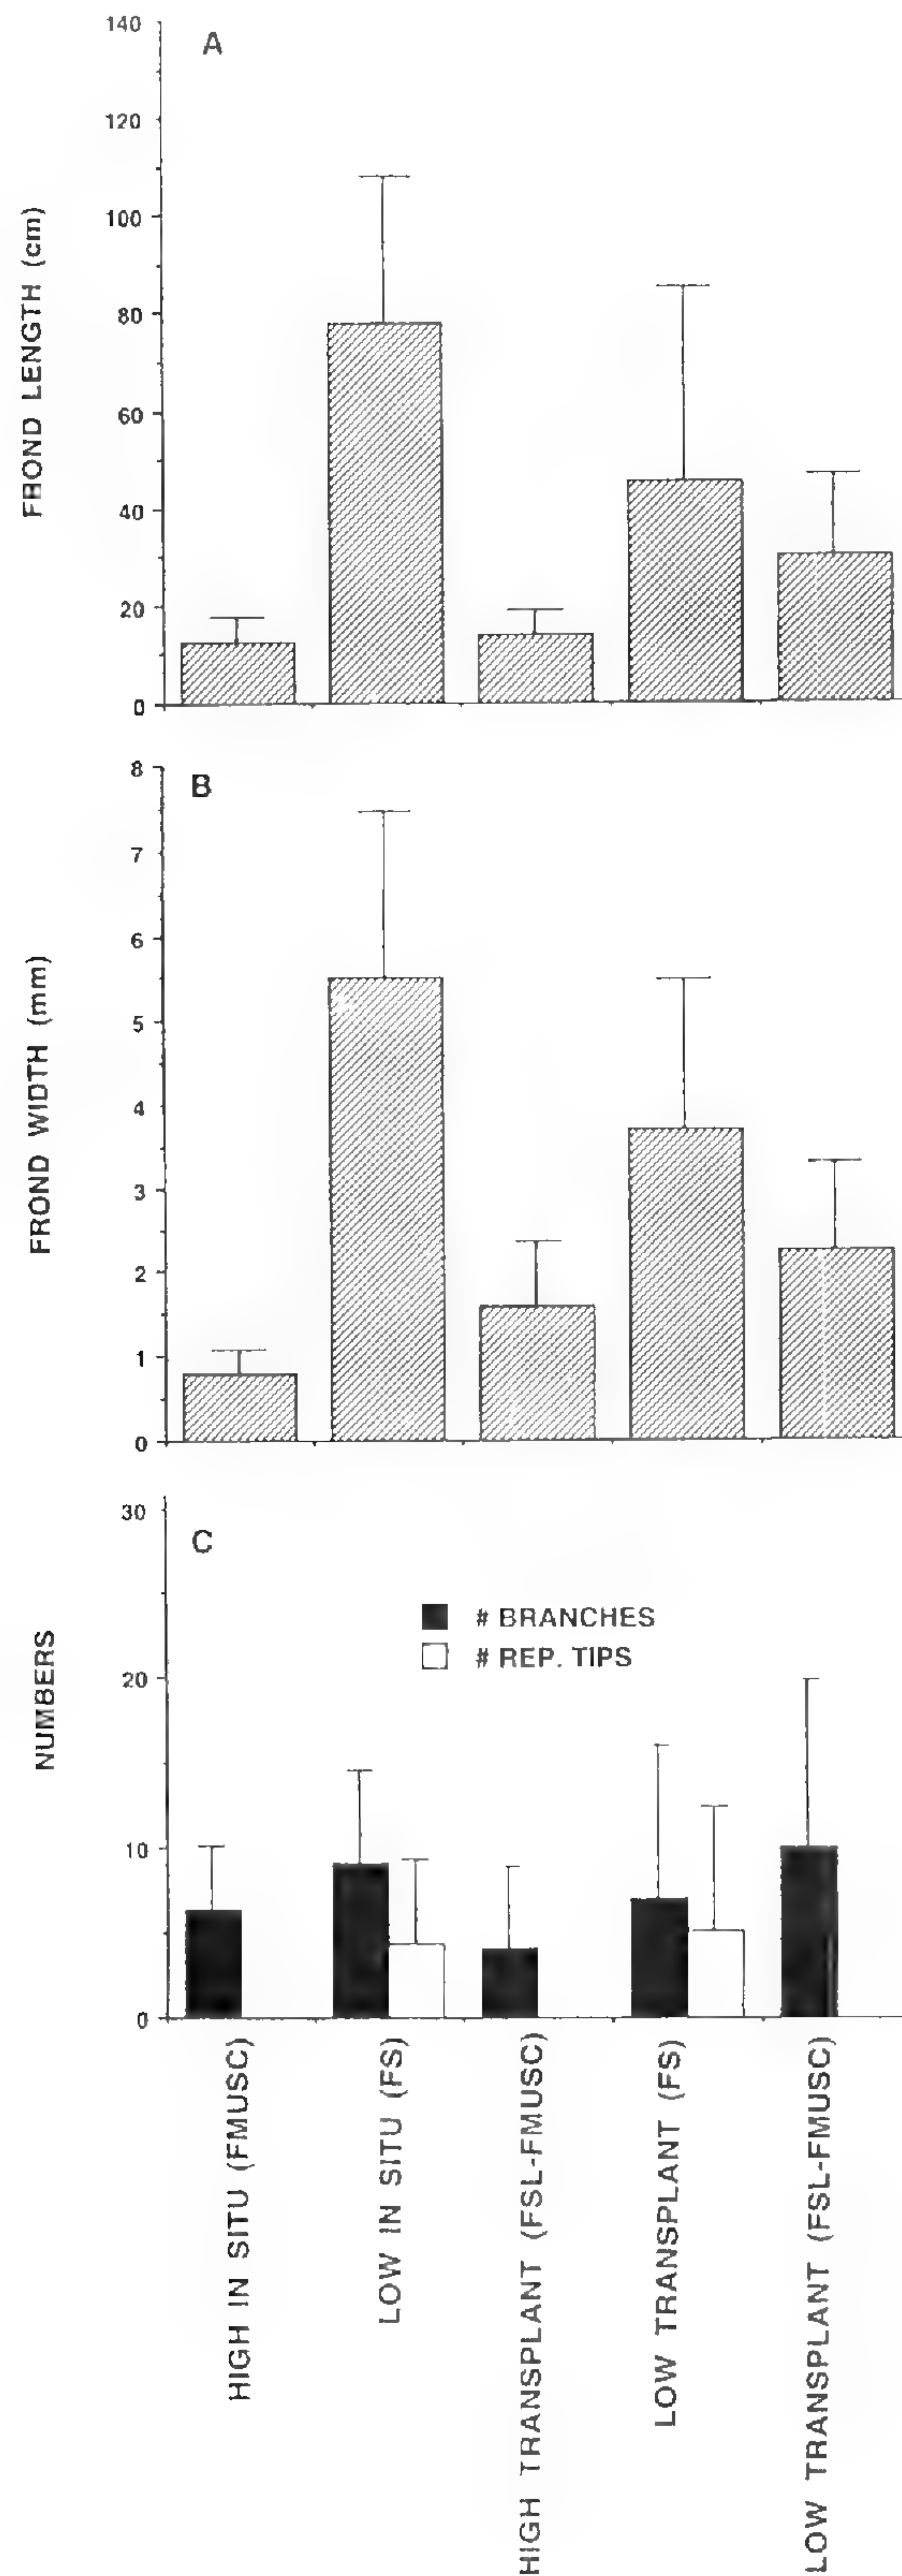 A
FROND LENGTH (cm)
140
120
100
80
60
40
20
0
B
FROND WIDTH (mm)
8
7
6
5
4
3
2
1
0
C
NUMBERS
30
20
10
0
# BRANCHES
# REP. TIPS
HIGH IN SITU (FMUSC)
LOW IN SITU (FS)
HIGH TRANSPLANT (FSL-FMUSC)
LOW TRANSPLANT (FS)
LOW TRANSPLANT (FSL-FMUSC)